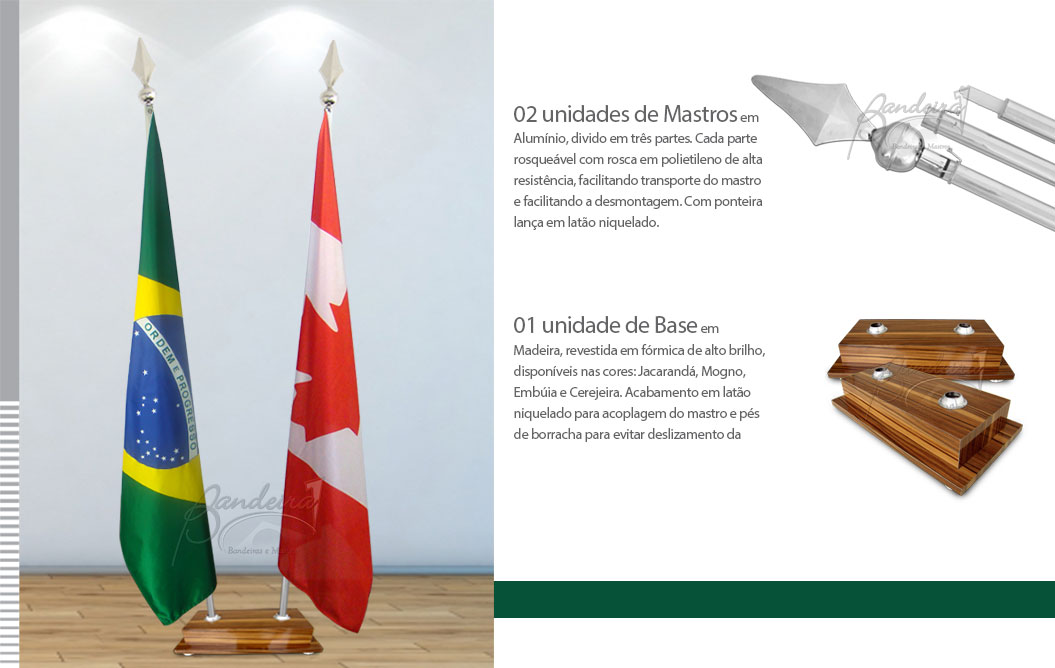 ORDEM E PROGRESSO
Bandeira1
Bandeiras e
02 unidades de Mastros em
Alumínio, divido em três partes. Cada parte
rosqueável com rosca em polietileno de alta
resistência, facilitando transporte do mastro
e facilitando a desmontagem. Com ponteira
lança em latão niquelado.
Bandeira1
01 unidade de Base em
Madeira, revestida em fórmica de alto brilho,
disponíveis nas cores: Jacarandá, Mogno,
Embúia e Cerejeira. Acabamento em latão
niquelado para acoplagem do mastro e pés
de borracha para evitar deslizamento da